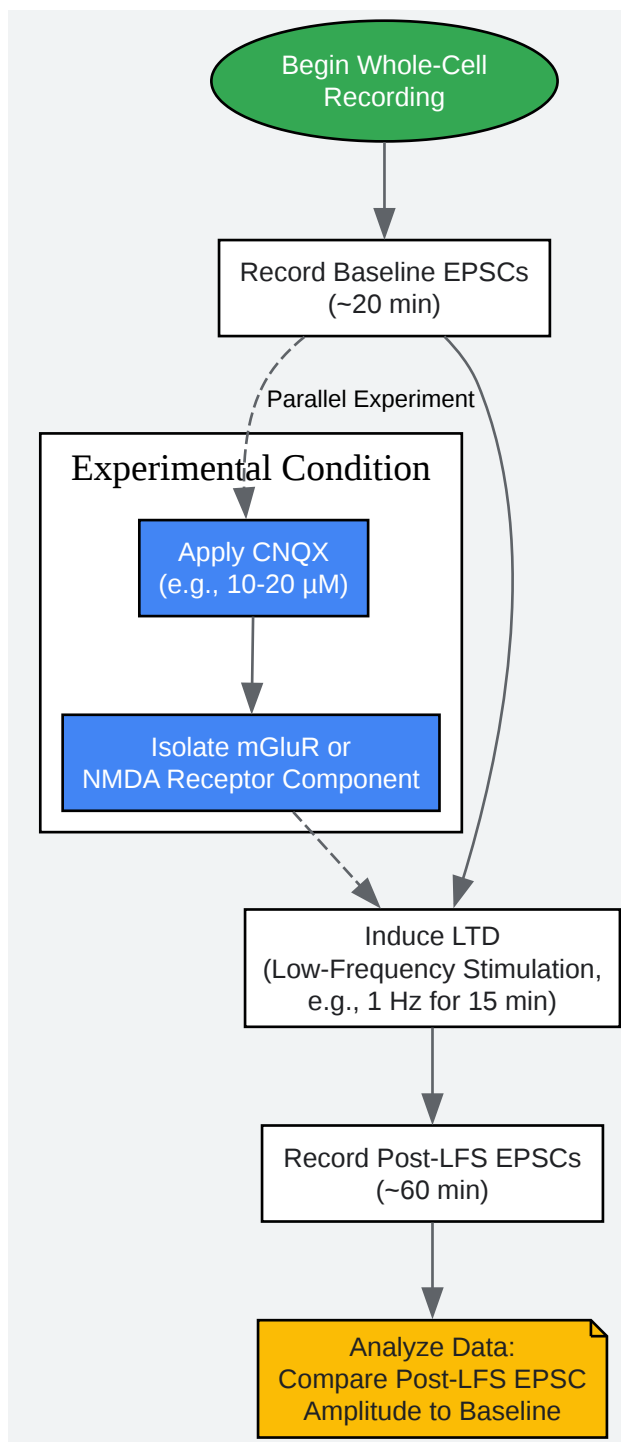 Begin Whole-Cell
Recording
Record Baseline EPSCs
(~20 min)
Parallel Experiment
Experimental Condition
Apply CNQX
(e.g., 10-20 µM)
Isolate mGluR or
NMDA Receptor Component
Induce LTD
(Low-Frequency Stimulation,
e.g., 1 Hz for 15 min)
Record Post-LFS EPSCs
(~60 min)
Analyze Data:
Compare Post-LFS EPSC
Amplitude to Baseline